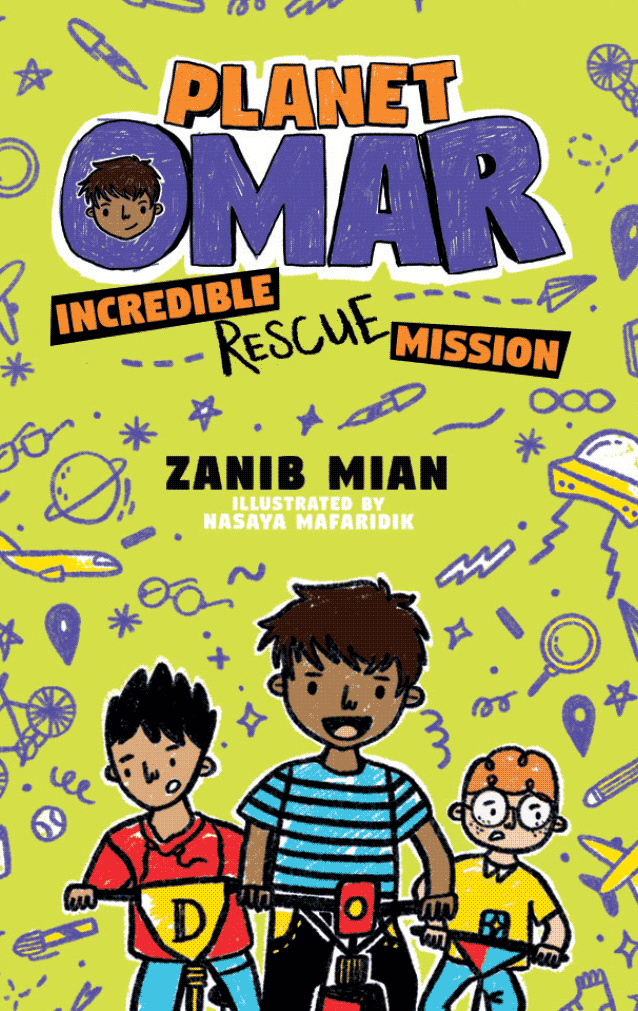 PLANET
OMAR
INCREDIBLE
RESCUE
MISSION
ZANIB MIAN
ILLUSTRATED BY
NASAYA MAFARIDIK
D
O